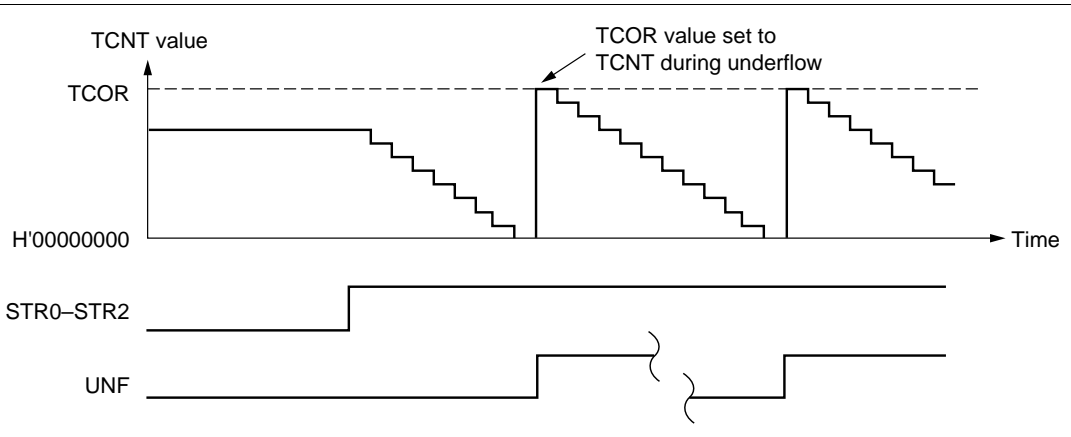 TCNT value
TCOR value set to
TCNT during underflow
TCOR
H'00000000
Time
STR0–STR2
UNF